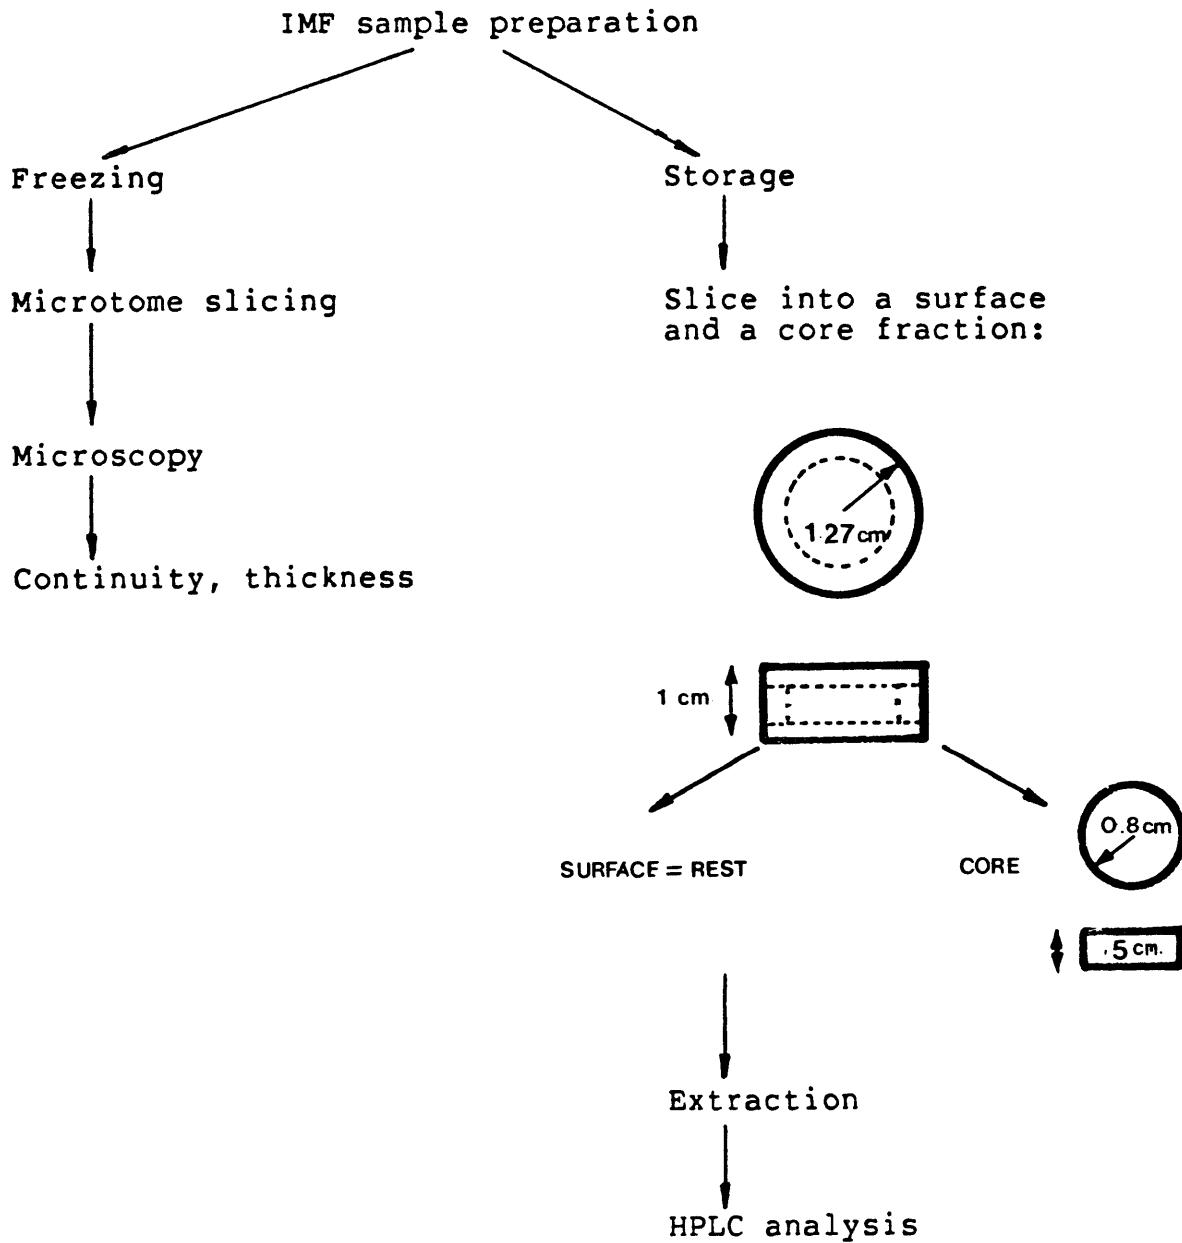 IMF sample preparation
Freezing
Storage
Microtome slicing
Slice into a surface
and a core fraction:
Microscopy
1.27cm
Continuity, thickness
1 cm
0.8cm
SURFACE = REST
CORE
.5cm.
Extraction
HPLC analysis